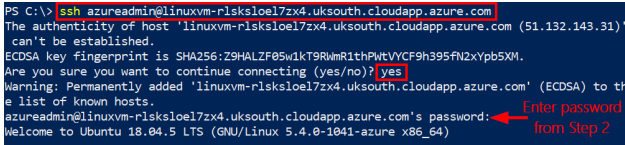 PS C:\> ssh azureadmin@linuxvm-rlsksloel7zx4.uksouth.cloudapp.azure.com
The authenticity of host 'linuxvm-rlsksloel7zx4.uksouth.cloudapp.azure.com (51.132.143.31)'
can't be established.
ECDSA key fingerprint is SHA256:Z9HALZF05w1kT9RWmR1thPWtVYCF9h395fN2xYpb5XM.
Are you sure you want to continue connecting (yes/no)? yes
Warning: Permanently added 'linuxvm-rlsksloel7zx4.uksouth.cloudapp.azure.com' (ECDSA) to th
e list of known hosts.
azureadmin@linuxvm-rlsksloel7zx4.uksouth.cloudapp.azure.com's password:
Enter password
from Step 2
Welcome to Ubuntu 18.04.5 LTS (GNU/Linux 5.4.0-1041-azure x86_64)